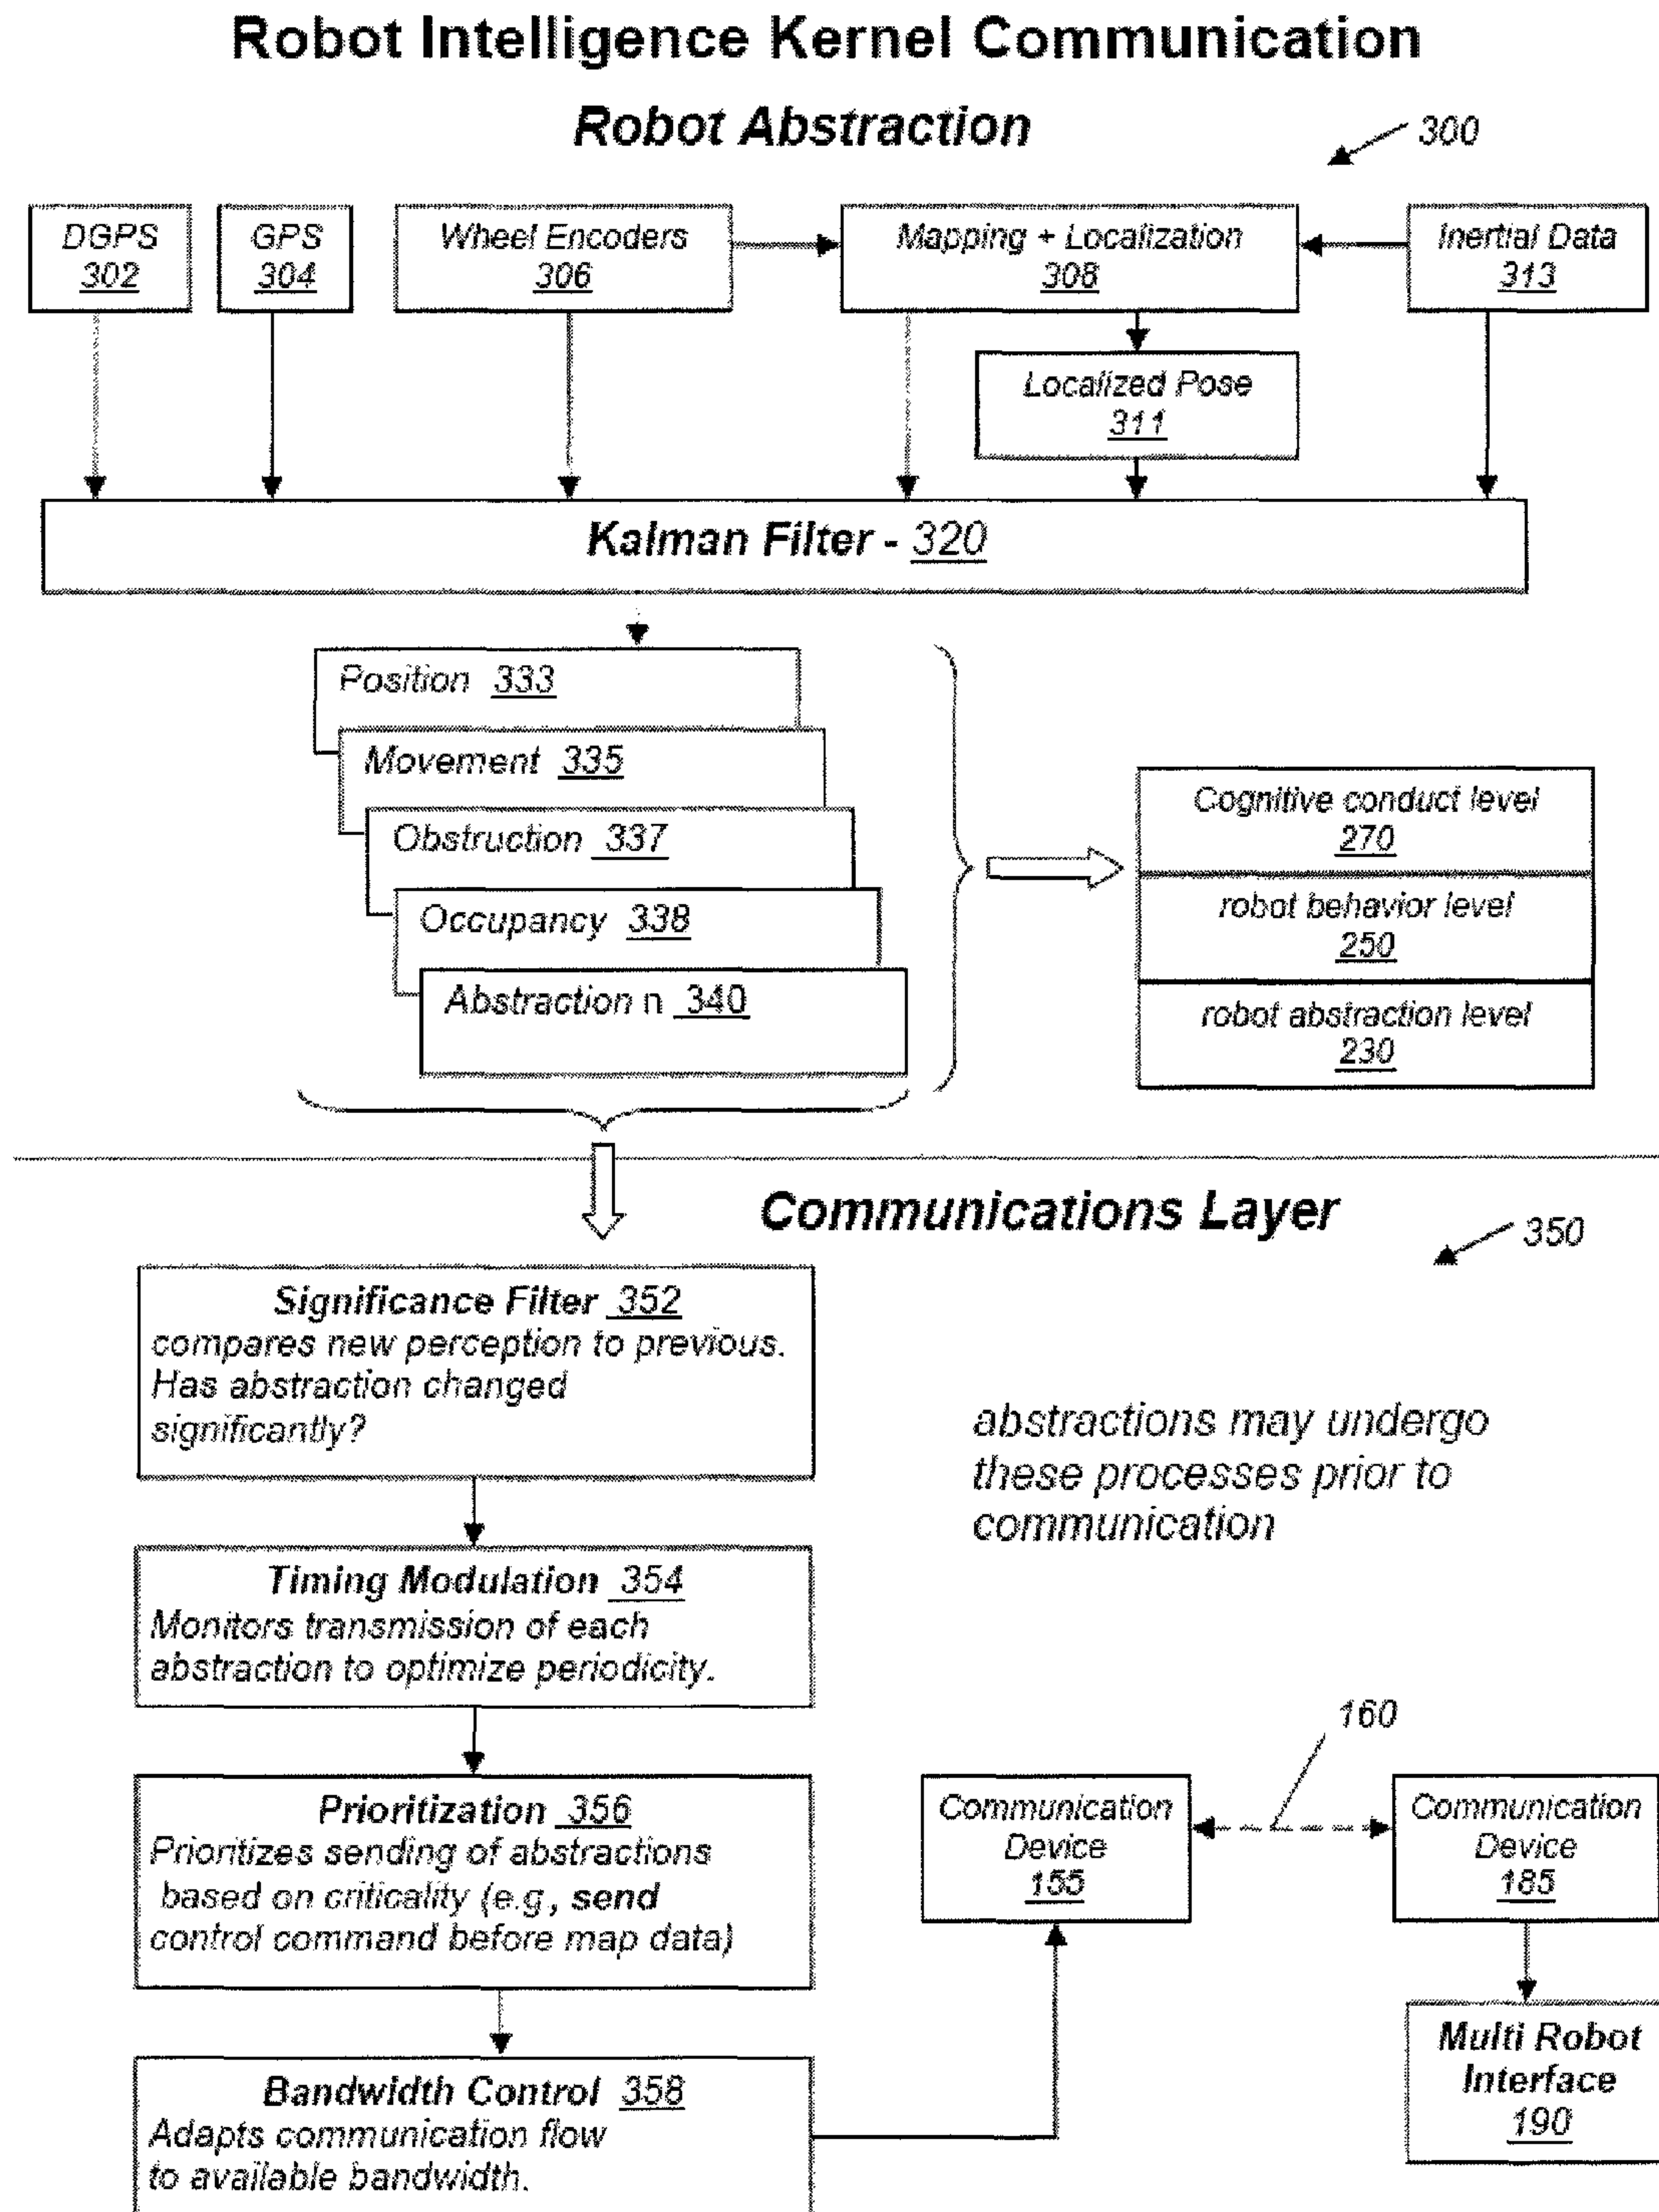 Robot Intelligence Kernel Communication
Robot Abstraction
300
DGPS
302
GPS
304
Wheel Encoders
306
Mapping + Localization
308
Inertial Data
313
Localized Pose
311
Kalman Filter - 320
Position 333
Movement 335
Obstruction 337
Occupancy 338
Abstraction n 340
Cognitive conduct level
270
robot behavior level
250
robot abstraction level
230
Communications Layer
350
Significance Filter 352
compares new perception to previous.
Has abstraction changed
significantly?
abstractions may undergo
these processes prior to
communication
Timing Modulation 354
Monitors transmission of each
abstraction to optimize periodicity.
Prioritization 356
Prioritizes sending of abstractions
based on criticality (e.g., send
control command before map data)
160
Communication
Device
155
Communication
Device
185
Multi Robot
Interface
190
Bandwidth Control 358
Adapts communication flow
to available bandwidth.